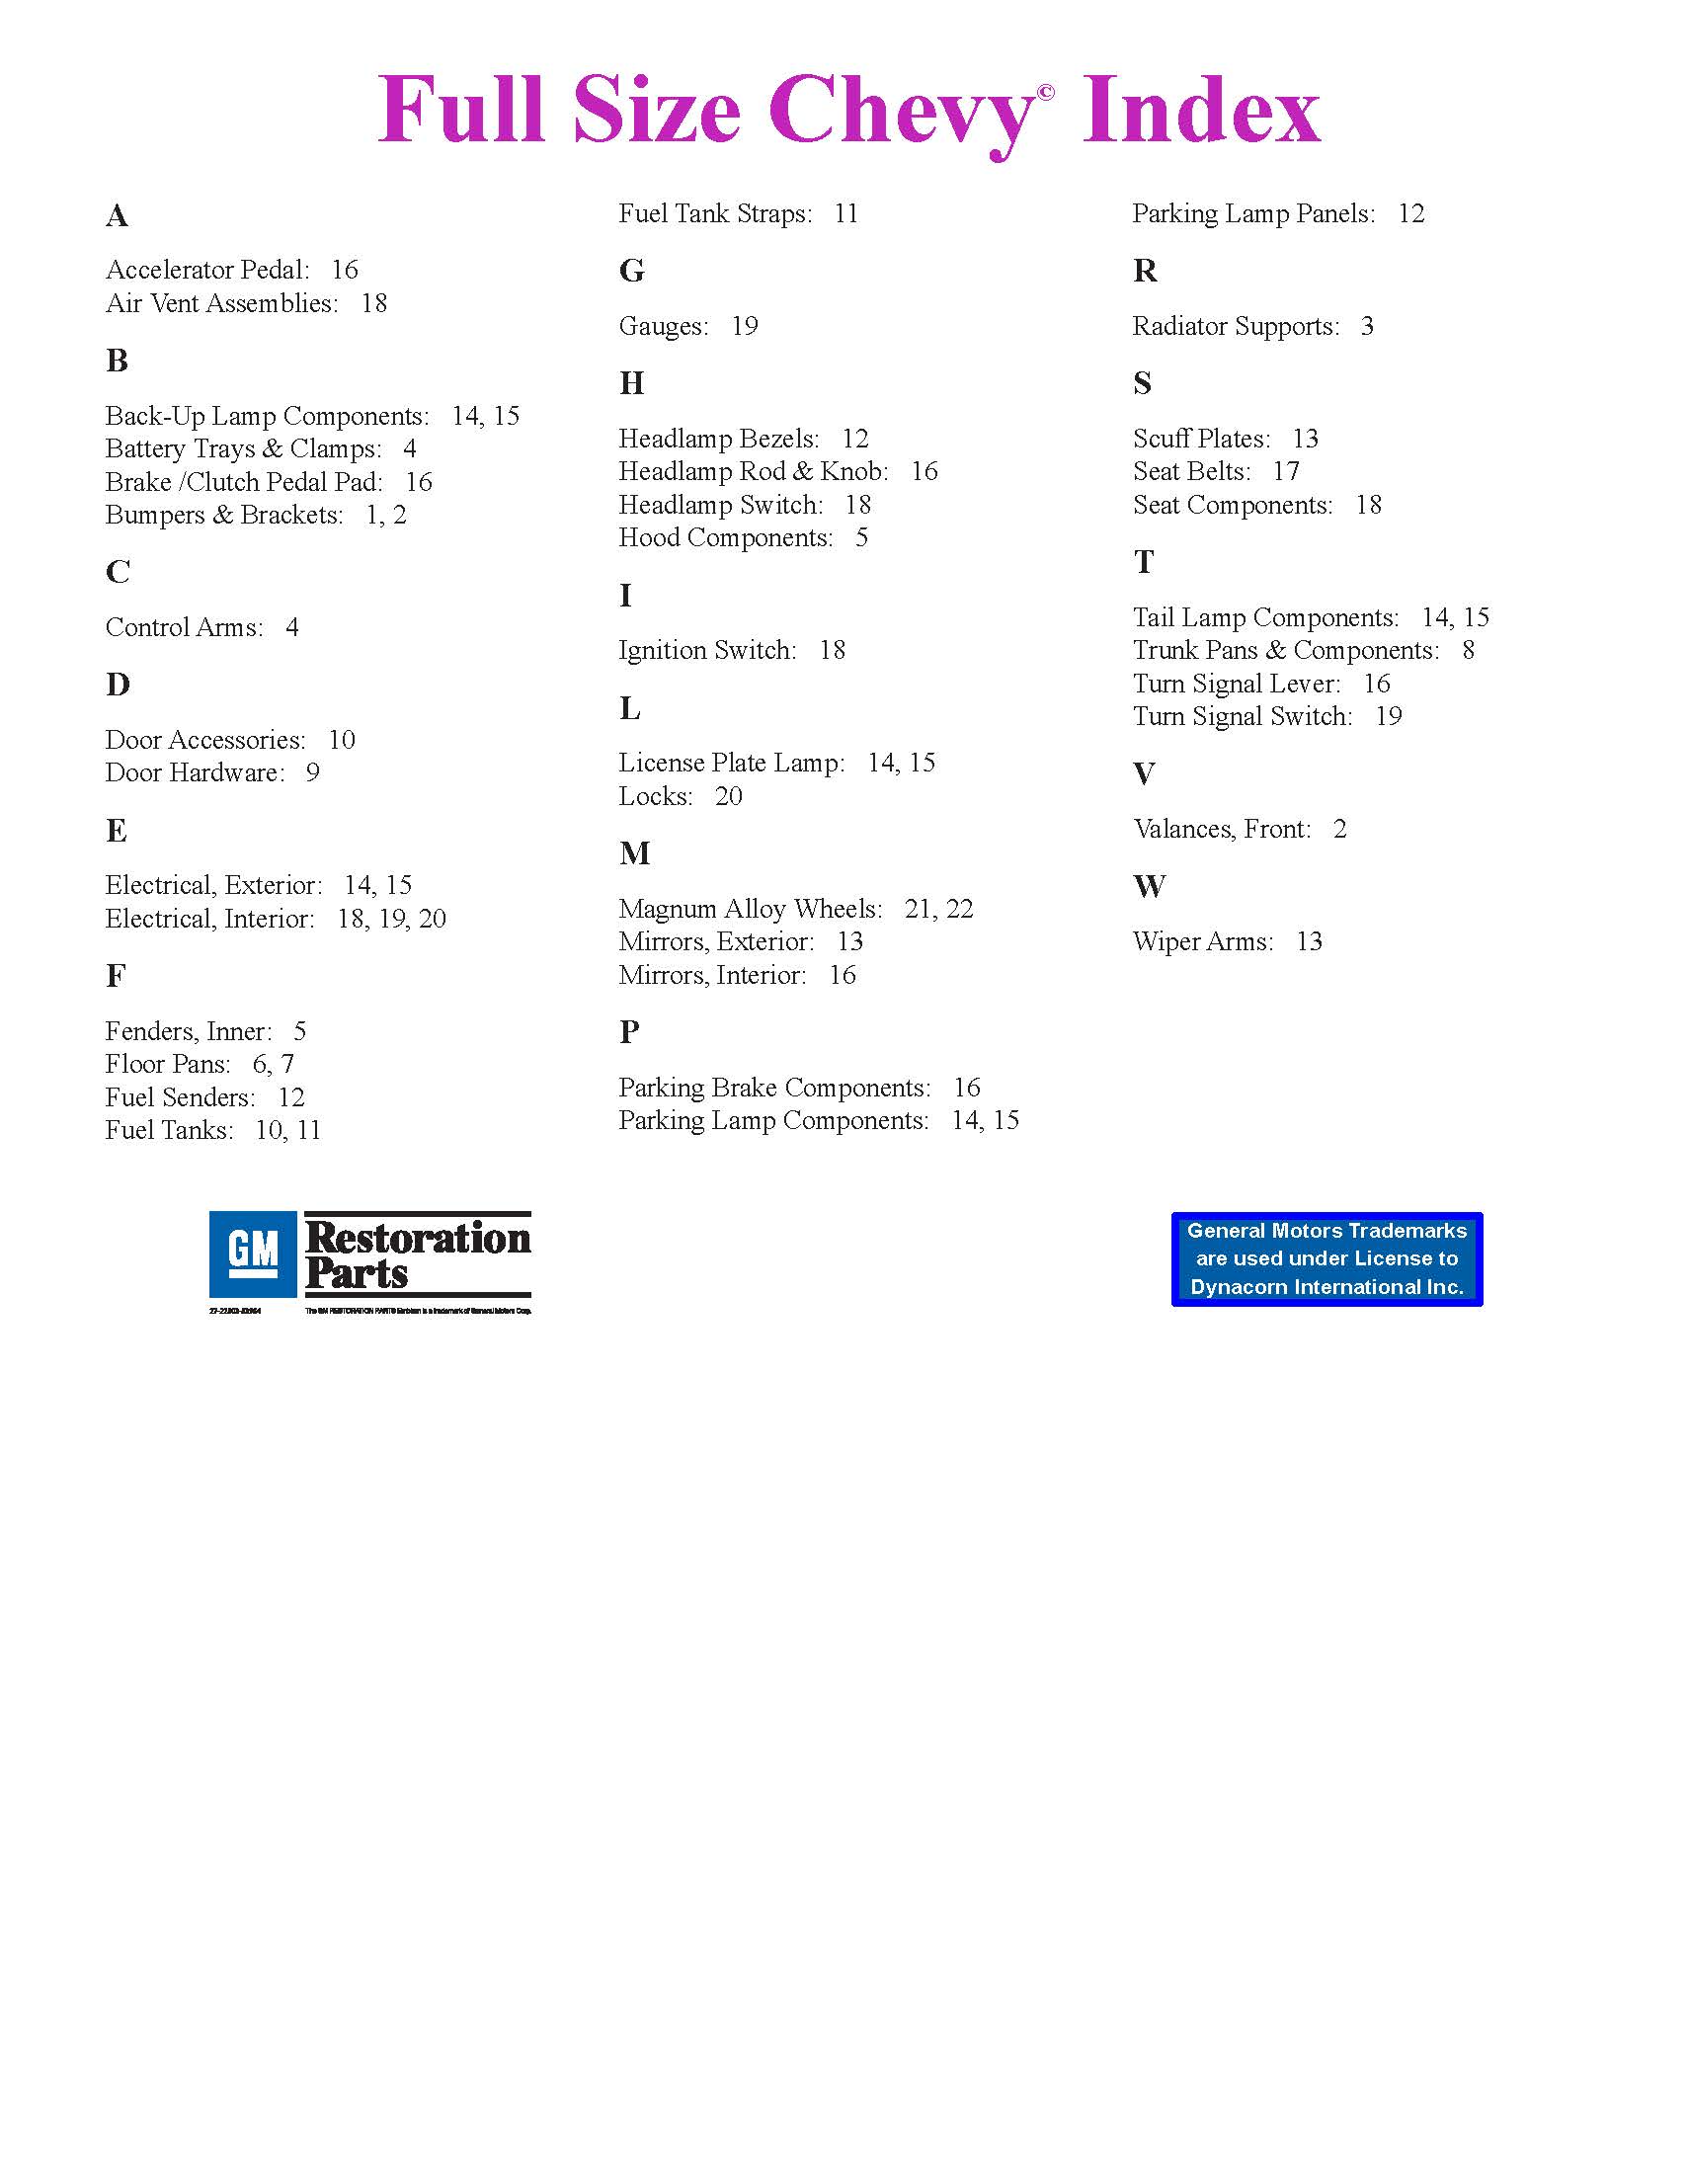 Full Size Chevy© Index
A
Accelerator Pedal: 16
Air Vent Assemblies: 18
B
Back-Up Lamp Components: 14, 15
Battery Trays & Clamps: 4
Brake /Clutch Pedal Pad: 16
Bumpers & Brackets: 1, 2
C
Control Arms: 4
D
Door Accessories: 10
Door Hardware: 9
E
Electrical, Exterior: 14, 15
Electrical, Interior: 18, 19, 20
F
Fenders, Inner: 5
Floor Pans: 6, 7
Fuel Senders: 12
Fuel Tanks: 10, 11
Fuel Tank Straps: 11
G
Gauges: 19
H
Headlamp Bezels: 12
Headlamp Rod & Knob: 16
Headlamp Switch: 18
Hood Components: 5
I
Ignition Switch: 18
L
License Plate Lamp: 14, 15
Locks: 20
M
Magnum Alloy Wheels: 21, 22
Mirrors, Exterior: 13
Mirrors, Interior: 16
P
Parking Brake Components: 16
Parking Lamp Components: 14, 15
Parking Lamp Panels: 12
R
Radiator Supports: 3
S
Scuff Plates: 13
Seat Belts: 17
Seat Components: 18
T
Tail Lamp Components: 14, 15
Trunk Pans & Components: 8
Turn Signal Lever: 16
Turn Signal Switch: 19
V
Valances, Front: 2
W
Wiper Arms: 13
GM
Restoration
Parts
The GM RESTORATION PARTS Emblem is a trademark of General Motors Corp.
General Motors Trademarks
are used under License to
Dynacorn International Inc.